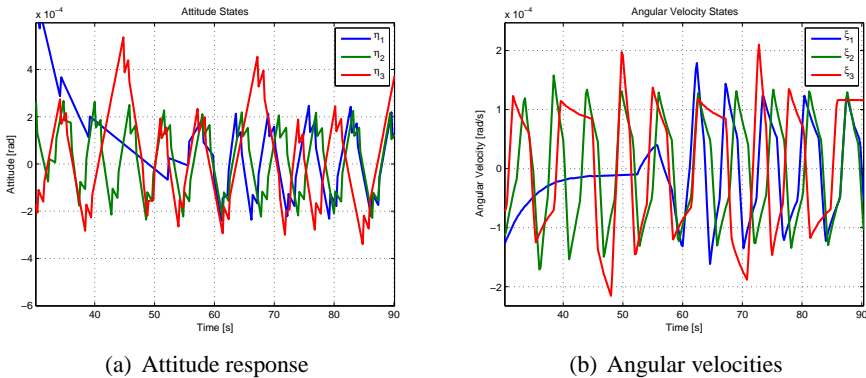 x 10⁻⁴
Attitude States
η₁
η₂
η₃
4
2
0
−2
−4
−6
Attitude [rad]
40 50 60 70 80 90
Time [s]
(a) Attitude response
x 10⁻⁴
Angular Velocity States
ξ₁
ξ₂
ξ₃
2
1
0
−1
−2
Angular Velocity [rad/s]
40 50 60 70 80 90
Time [s]
(b) Angular velocities